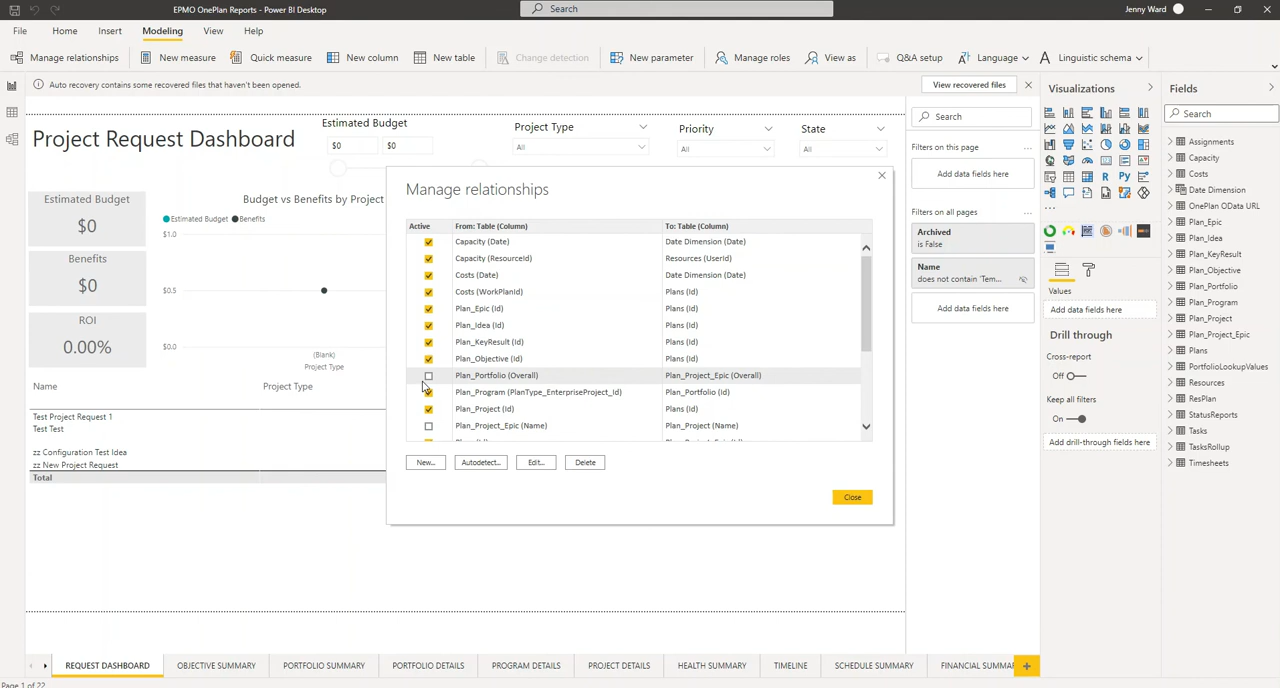 EPMO OnePlan Reports - Power BI Desktop
Search
Jenny Ward
File
Home
Insert
Modeling
View
Help
Manage relationships
New measure
Quick measure
New column
New table
Change detection
New parameter
Manage roles
View as
Q&A setup
Language
Linguistic schema
Auto recovery contains some recovered files that haven't been opened.
View recovered files
Project Request Dashboard
Estimated Budget
$0
$0
Project Type
All
Priority
All
State
All
Estimated Budget
$0
Benefits
$0
ROI
0.00%
Budget vs Benefits by Project
Estimated Budget
Benefits
$1.0
$0.5
$0.0
(Blank)
Project Type
Name
Project Type
Test Project Request 1
Test Test
zz Configuration Test Idea
zz New Project Request
Total
Manage relationships
Active
From: Table (Column)
To: Table (Column)
Capacity (Date)
Date Dimension (Date)
Capacity (ResourceId)
Resources (UserId)
Costs (Date)
Date Dimension (Date)
Costs (WorkPlanId)
Plans (Id)
Plan_Epic (Id)
Plans (Id)
Plan_Idea (Id)
Plans (Id)
Plan_KeyResult (Id)
Plans (Id)
Plan_Objective (Id)
Plans (Id)
Plan_Portfolio (Overall)
Plan_Project_Epic (Overall)
Plan_Program (PlanType_EnterpriseProject_Id)
Plan_Portfolio (Id)
Plan_Project (Id)
Plans (Id)
Plan_Project_Epic (Name)
Plan_Project (Name)
New...
Autodetect...
Edit...
Delete
Close
Search
Filters on this page
Add data fields here
Filters on all pages
Archived
is False
Name
does not contain 'Tem...
Add data fields here
Visualizations
R
Py
Values
Add data fields here
Drill through
Cross-report
Off
Keep all filters
On
Add drill-through fields here
Fields
Search
Assignments
Capacity
Costs
Date Dimension
OnePlan OData URL
Plan_Epic
Plan_Idea
Plan_KeyResult
Plan_Objective
Plan_Portfolio
Plan_Program
Plan_Project
Plan_Project_Epic
Plans
PortfolioLookupValues
Resources
ResPlan
StatusReports
Tasks
TasksRollup
Timesheets
REQUEST DASHBOARD
OBJECTIVE SUMMARY
PORTFOLIO SUMMARY
PORTFOLIO DETAILS
PROGRAM DETAILS
PROJECT DETAILS
HEALTH SUMMARY
TIMELINE
SCHEDULE SUMMARY
FINANCIAL SUMMA
Page 1 of 22